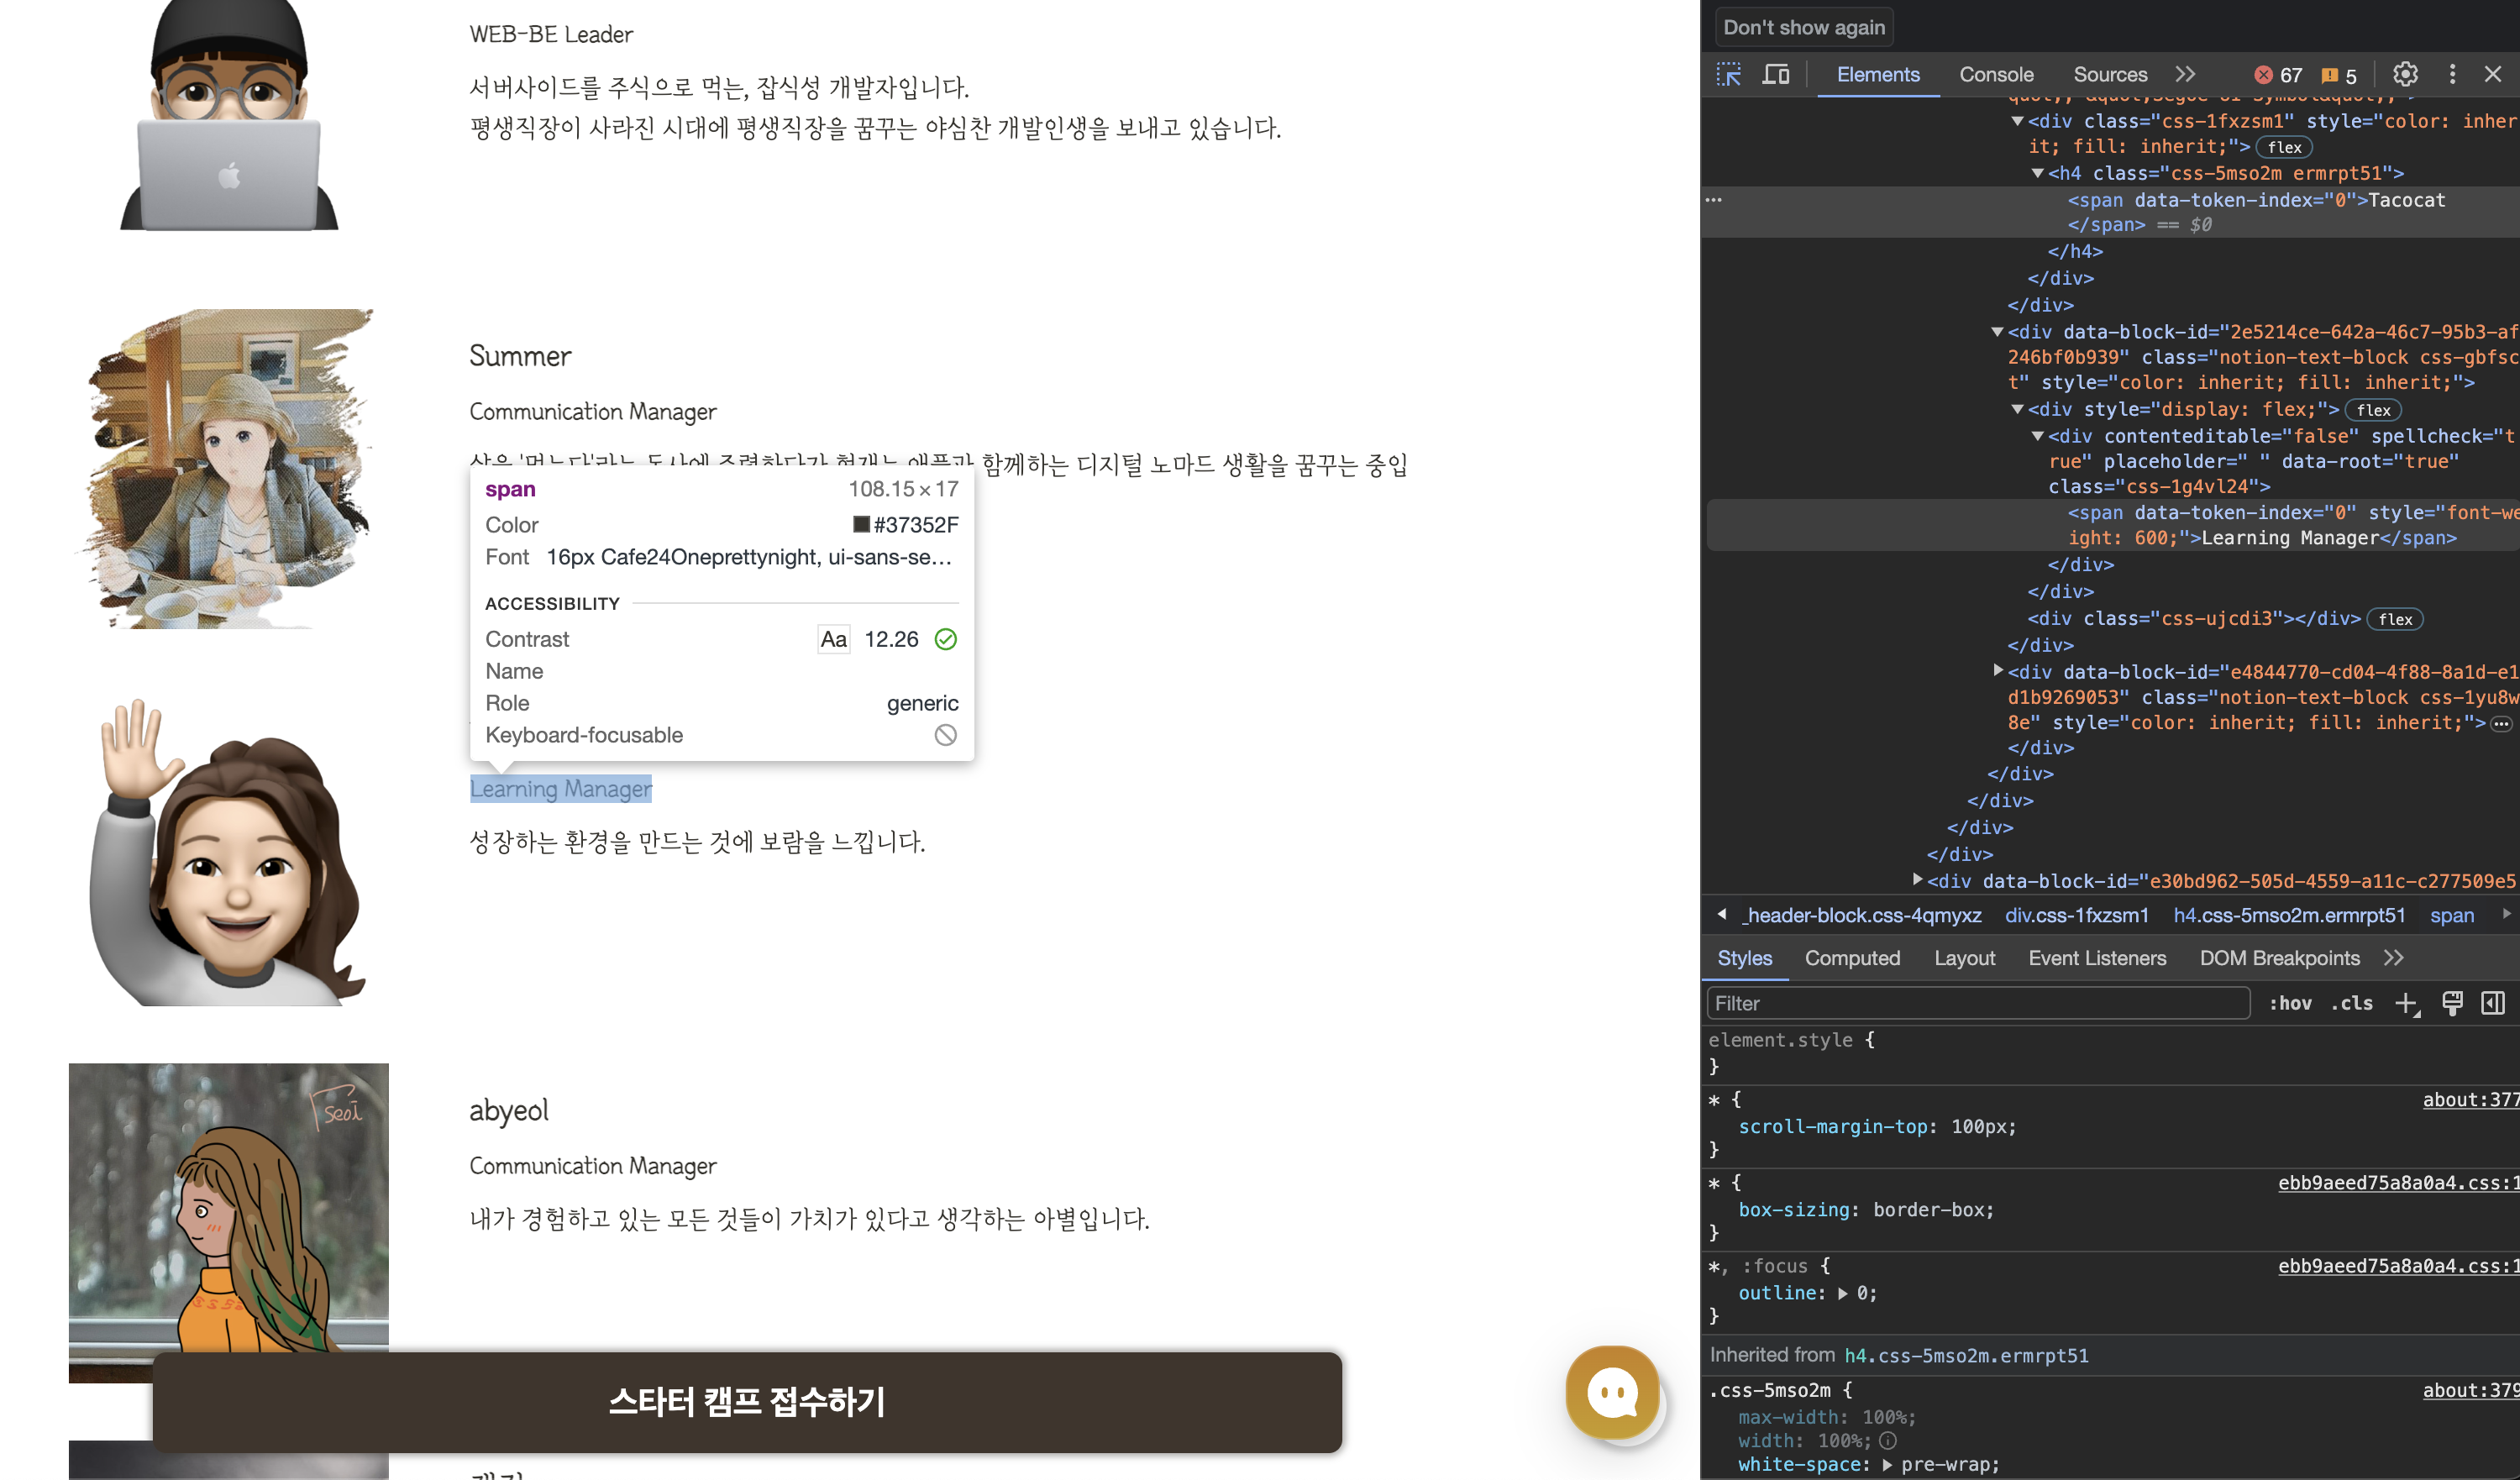 WEB-BE Leader
서버사이드를 주식으로 먹는, 잡식성 개발자입니다.
평생직장이 사라진 시대에 평생직장을 꿈꾸는 야심찬 개발인생을 보내고 있습니다.
Summer
Communication Manager
함께하는 디지털 노마드 생활을 꿈꾸는 중입
span 108.15 × 17
Color #37352F
Font 16px Cafe24Oneprettynight, ui-sans-se…
ACCESSIBILITY
Contrast Aa 12.26
Name
Role generic
Keyboard-focusable
Learning Manager
성장하는 환경을 만드는 것에 보람을 느낍니다.
Seoi
abyeol
Communication Manager
내가 경험하고 있는 모든 것들이 가치가 있다고 생각하는 아별입니다.
스타터 캠프 접수하기
Don't show again
Elements Console Sources 67 5
<div class="css-1fxzsm1" style="color: inher
it; fill: inherit;"> flex
<h4 class="css-5mso2m ermrpt51">
<span data-token-index="0">Tacocat
</span> == $0
</h4>
</div>
</div>
<div data-block-id="2e5214ce-642a-46c7-95b3-af
246bf0b939" class="notion-text-block css-gbfsc
t" style="color: inherit; fill: inherit;">
<div style="display: flex;"> flex
<div contenteditable="false" spellcheck="t
rue" placeholder=" " data-root="true"
class="css-1g4vl24">
<span data-token-index="0" style="font-we
ight: 600;">Learning Manager</span>
</div>
</div>
<div class="css-ujcdi3"></div> flex
</div>
<div data-block-id="e4844770-cd04-4f88-8a1d-e1
d1b9269053" class="notion-text-block css-1yu8w
8e" style="color: inherit; fill: inherit;"> …
</div>
</div>
</div>
</div>
</div>
<div data-block-id="e30bd962-505d-4559-a11c-c277509e5
_header-block.css-4qmyxz div.css-1fxzsm1 h4.css-5mso2m.ermrpt51 span
Styles Computed Layout Event Listeners DOM Breakpoints
Filter :hov .cls
element.style {
}
* { about:377
scroll-margin-top: 100px;
}
* { ebb9aeed75a8a0a4.css:1
box-sizing: border-box;
}
*, :focus { ebb9aeed75a8a0a4.css:1
outline: 0;
}
Inherited from h4.css-5mso2m.ermrpt51
.css-5mso2m { about:379
max-width: 100%;
width: 100%;
white-space: pre-wrap;